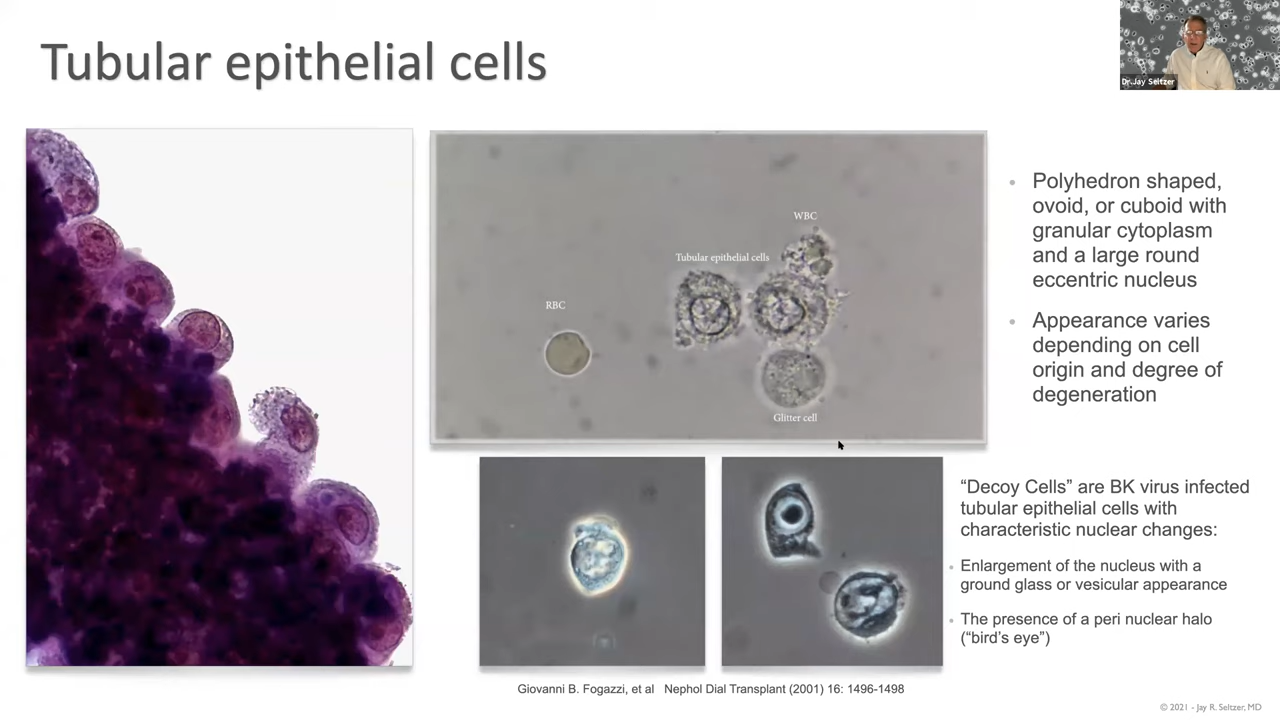 Tubular epithelial cells
Dr.Jay Seltzer
WBC
Tubular epithelial cells
RBC
Glitter cell
• Polyhedron shaped,
ovoid, or cuboid with
granular cytoplasm
and a large round
eccentric nucleus
• Appearance varies
depending on cell
origin and degree of
degeneration
“Decoy Cells” are BK virus infected
tubular epithelial cells with
characteristic nuclear changes:
• Enlargement of the nucleus with a
ground glass or vesicular appearance
• The presence of a peri nuclear halo
(“bird’s eye”)
Giovanni B. Fogazzi, et al Nephol Dial Transplant (2001) 16: 1496-1498
© 2021 - Jay R. Seltzer, MD